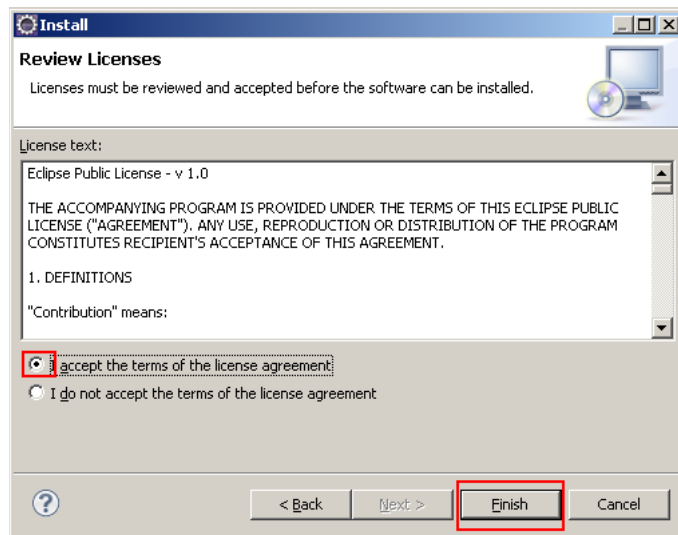 Install
Review Licenses
Licenses must be reviewed and accepted before the software can be installed.
License text:
Eclipse Public License - v 1.0
THE ACCOMPANYING PROGRAM IS PROVIDED UNDER THE TERMS OF THIS ECLIPSE PUBLIC
LICENSE ("AGREEMENT"). ANY USE, REPRODUCTION OR DISTRIBUTION OF THE PROGRAM
CONSTITUTES RECIPIENT'S ACCEPTANCE OF THIS AGREEMENT.
1. DEFINITIONS
"Contribution" means:
I accept the terms of the license agreement
I do not accept the terms of the license agreement
? < Back Next > Finish Cancel